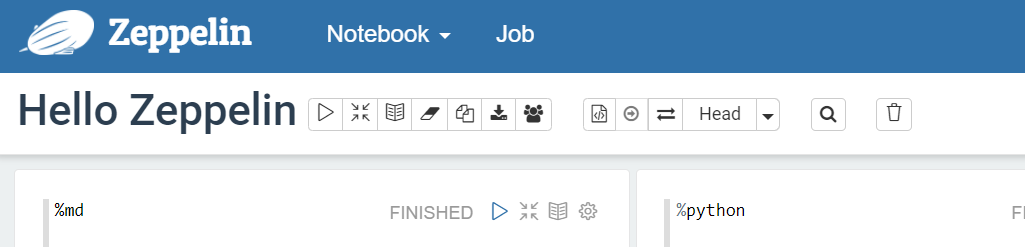 Zeppelin Notebook Job
Hello Zeppelin Head
%md FINISHED %python